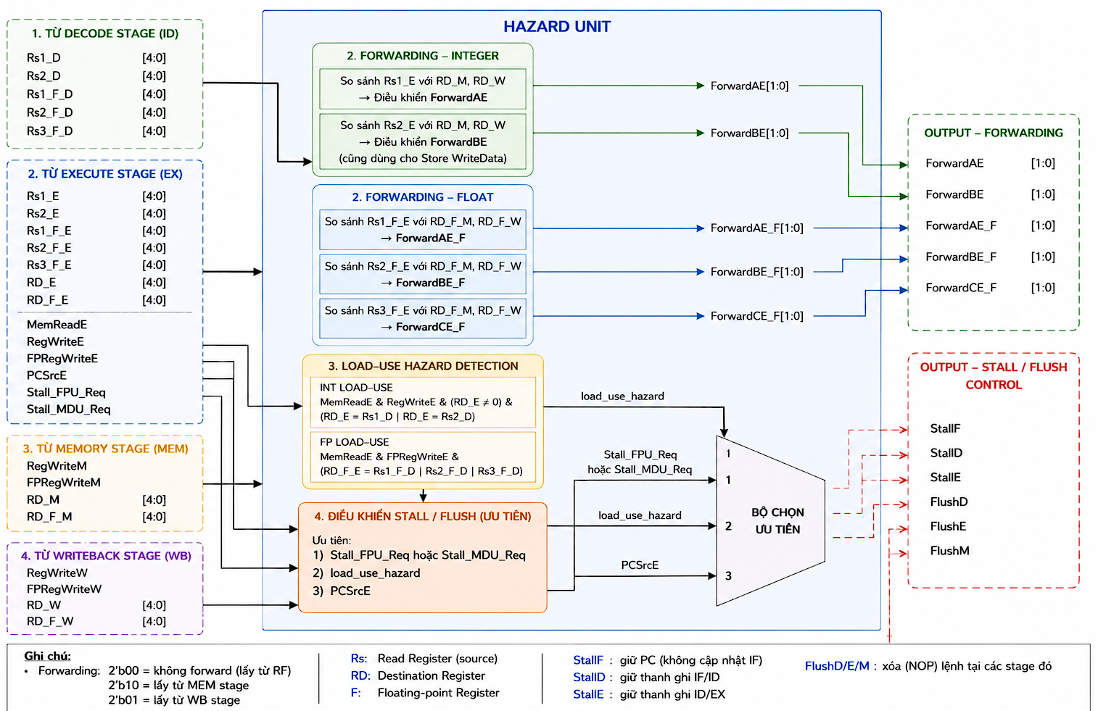 HAZARD UNIT
1. TỪ DECODE STAGE (ID)
Rs1_D [4:0]
Rs2_D [4:0]
Rs1_F_D [4:0]
Rs2_F_D [4:0]
Rs3_F_D [4:0]
2. TỪ EXECUTE STAGE (EX)
Rs1_E [4:0]
Rs2_E [4:0]
Rs1_F_E [4:0]
Rs2_F_E [4:0]
Rs3_F_E [4:0]
RD_E [4:0]
RD_F_E [4:0]
MemReadE
RegWriteE
FPRegWriteE
PCSrcE
Stall_FPU_Req
Stall_MDU_Req
3. TỪ MEMORY STAGE (MEM)
RegWriteM
FPRegWriteM
RD_M [4:0]
RD_F_M [4:0]
4. TỪ WRITEBACK STAGE (WB)
RegWriteW
FPRegWriteW
RD_W [4:0]
RD_F_W [4:0]
2. FORWARDING – INTEGER
So sánh Rs1_E với RD_M, RD_W
→ Điều khiển ForwardAE
So sánh Rs2_E với RD_M, RD_W
→ Điều khiển ForwardBE
(cũng dùng cho Store WriteData)
2. FORWARDING – FLOAT
So sánh Rs1_F_E với RD_F_M, RD_F_W
→ ForwardAE_F
So sánh Rs2_F_E với RD_F_M, RD_F_W
→ ForwardBE_F
So sánh Rs3_F_E với RD_F_M, RD_F_W
→ ForwardCE_F
3. LOAD–USE HAZARD DETECTION
INT LOAD–USE
MemReadE & RegWriteE & (RD_E ≠ 0) &
(RD_E = Rs1_D | RD_E = Rs2_D)
FP LOAD–USE
MemReadE & FPRegWriteE &
(RD_F_E = Rs1_F_D | Rs2_F_D | Rs3_F_D)
4. ĐIỀU KHIỂN STALL / FLUSH (ƯU TIÊN)
Ưu tiên:
1) Stall_FPU_Req hoặc Stall_MDU_Req
2) load_use_hazard
3) PCSrcE
ForwardAE[1:0]
ForwardBE[1:0]
ForwardAE_F[1:0]
ForwardBE_F[1:0]
ForwardCE_F[1:0]
load_use_hazard
Stall_FPU_Req
hoặc Stall_MDU_Req
load_use_hazard
PCSrcE
1
1
2
3
BỘ CHỌN
ƯU TIÊN
OUTPUT – FORWARDING
ForwardAE [1:0]
ForwardBE [1:0]
ForwardAE_F [1:0]
ForwardBE_F [1:0]
ForwardCE_F [1:0]
OUTPUT – STALL / FLUSH
CONTROL
StallF
StallD
StallE
FlushD
FlushE
FlushM
Ghi chú:
• Forwarding: 2'b00 = không forward (lấy từ RF)
2'b10 = lấy từ MEM stage
2'b01 = lấy từ WB stage
Rs: Read Register (source)
RD: Destination Register
F: Floating-point Register
StallF : giữ PC (không cập nhật IF)
StallD : giữ thanh ghi IF/ID
StallE : giữ thanh ghi ID/EX
FlushD/E/M : xóa (NOP) lệnh tại các stage đó